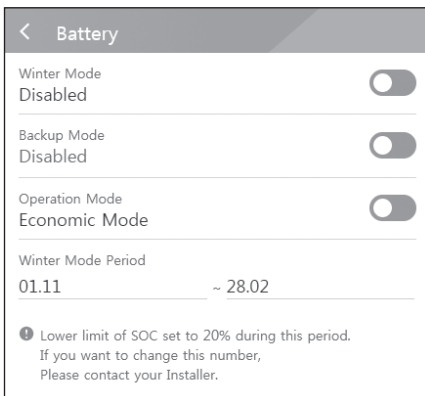 Battery
Winter Mode
Disabled
Backup Mode
Disabled
Operation Mode
Economic Mode
Winter Mode Period
01.11 ~ 28.02
Lower limit of SOC set to 20% during this period.
If you want to change this number,
Please contact your Installer.